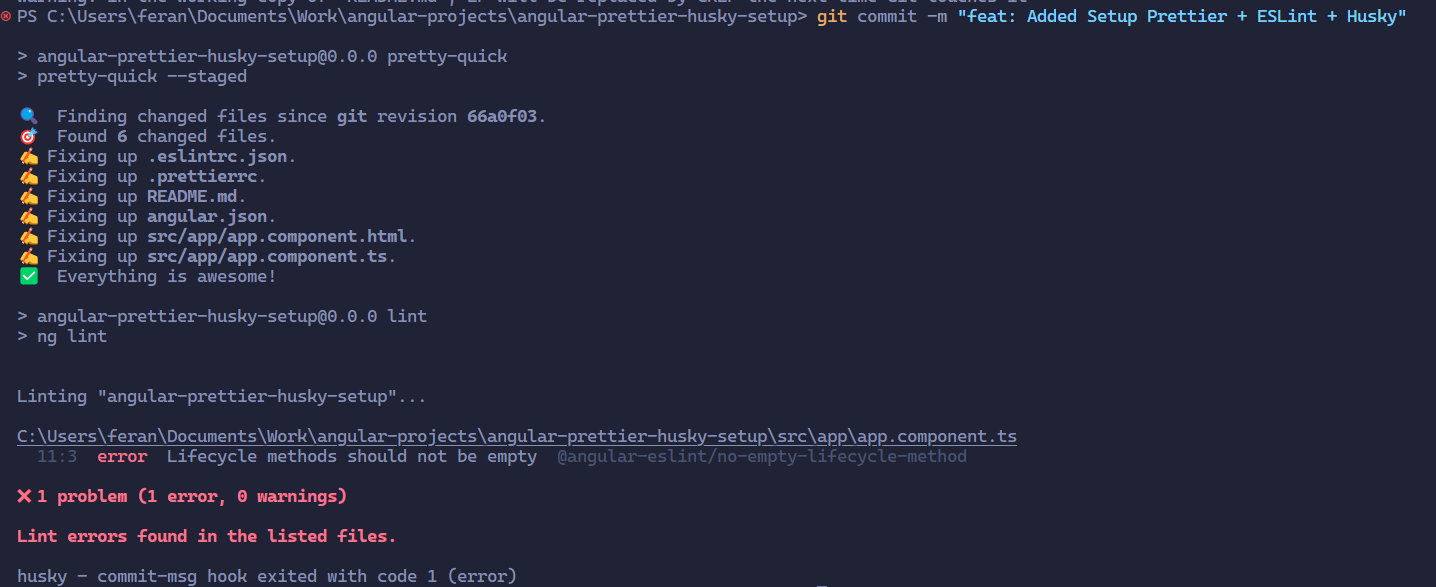 PS C:\Users\feran\Documents\Work\angular-projects\angular-prettier-husky-setup> git commit -m "feat: Added Setup Prettier + ESLint + Husky"
> angular-prettier-husky-setup@0.0.0 pretty-quick
> pretty-quick --staged
Finding changed files since git revision 66a0f03.
Found 6 changed files.
Fixing up .eslintrc.json.
Fixing up .prettierrc.
Fixing up README.md.
Fixing up angular.json.
Fixing up src/app/app.component.html.
Fixing up src/app/app.component.ts.
Everything is awesome!
> angular-prettier-husky-setup@0.0.0 lint
> ng lint
Linting "angular-prettier-husky-setup"...
C:\Users\feran\Documents\Work\angular-projects\angular-prettier-husky-setup\src\app\app.component.ts
11:3 error Lifecycle methods should not be empty @angular-eslint/no-empty-lifecycle-method
✖ 1 problem (1 error, 0 warnings)
Lint errors found in the listed files.
husky - commit-msg hook exited with code 1 (error)